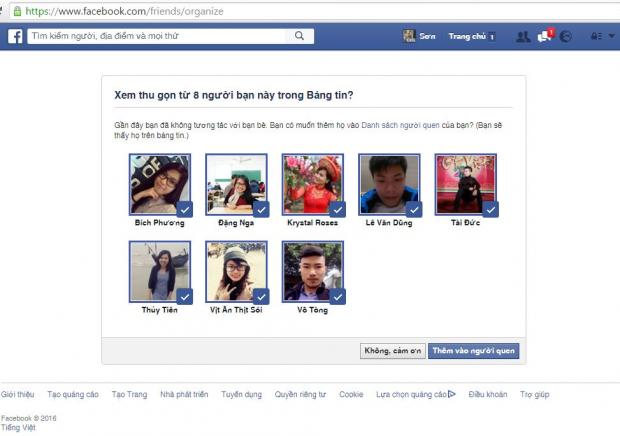 https://www.facebook.com/friends/organize
f Tìm kiếm người, địa điểm và mọi thứ Sơn Trang chủ 1 1
Xem thu gọn từ 8 người bạn này trong Bảng tin?
Gần đây bạn đã không tương tác với bạn bè. Bạn có muốn thêm họ vào Danh sách người quen của bạn? (Bạn sẽ
thấy họ trên bảng tin.)
Bích Phương Đặng Nga Krystal Roses Lê Văn Dũng Tài Đức
Thủy Tiên Vịt Ăn Thịt Sói Võ Tòng
Không, cám ơn Thêm vào người quen
Giới thiệu Tạo quảng cáo Tạo Trang Nhà phát triển Tuyển dụng Quyền riêng tư Cookie Lựa chọn quảng cáo Điều khoản Trợ giúp
Facebook © 2016
Tiếng Việt